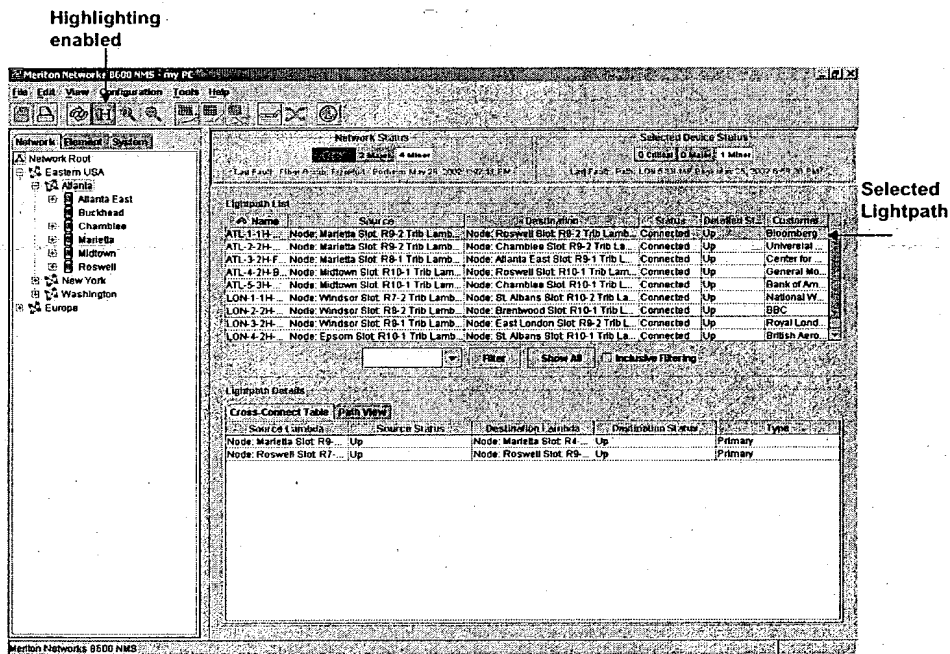 Highlighting
enabled
Meriton Networks 8600 NMS - my PC
File Edit View Configuration Tools Help
Network Element System
Network Root
Eastern USA
Atlanta
Atlanta East
Buckhead
Chamblee
Marietta
Midtown
Roswell
New York
Washington
Europe
Network Status
2 Major 4 Minor
Last Fault:
Selected Device Status
0 Critical 0 Major 1 Minor
Last Fault: Path:
Selected
Lightpath
Lightpath List
Name Source Destination Status Detailed St... Customer
ATL-1-1H-... Node: Marietta Slot: R9-2 Trib Lamb... Node: Roswell Slot: R9-2 Trib Lamb... Connected Up Bloomberg
ATL-2-2H-... Node: Marietta Slot: R9-2 Trib Lamb... Node: Chamblee Slot: R9-2 Trib La... Connected Up Univereial ...
ATL-3-2H-F... Node: Marietta Slot: R9-1 Trib Lamb... Node: Atlanta East Slot: R9-1 Trib L... Connected Up Center for ...
ATL-4-2H-B... Node: Midtown Slot: R10-1 Trib Lam... Node: Roswell Slot: R10-1 Trib Lam... Connected Up General Mo...
ATL-5-3H-... Node: Midtown Slot: R10-1 Trib Lam... Node: Chamblee Slot: R10-1 Trib L... Connected Up Bank of Am...
LON-1-1H-... Node: Windsor Slot: R7-2 Trib Lamb... Node: St. Albans Slot: R10-2 Trib La... Connected Up National W...
LON-2-2H-... Node: Windsor Slot: R8-2 Trib Lamb... Node: Brentwood Slot: R10-2 Trib L... Connected Up BBC
LON-3-2H-... Node: Windsor Slot: R9-1 Trib Lamb... Node: East London Slot: R8-2 Trib L... Connected Up Royal Lond...
LON-4-2H-... Node: Epsom Slot: R10-1 Trib Lamb... Node: St. Albans Slot: R10-1 Trib La... Connected Up British Aero...
Filter Show All Inclusive Filtering
Lightpath Details
Cross-Connect Table Path View
Source Lambda Source Status Destination Lambda Destination Status Type
Node: Marietta Slot: R9-... Up Node: Marietta Slot: R4-... Up Primary
Node: Roswell Slot: R7-... Up Node: Roswell Slot: R9-... Up Primary
Meriton Networks 8600 NMS